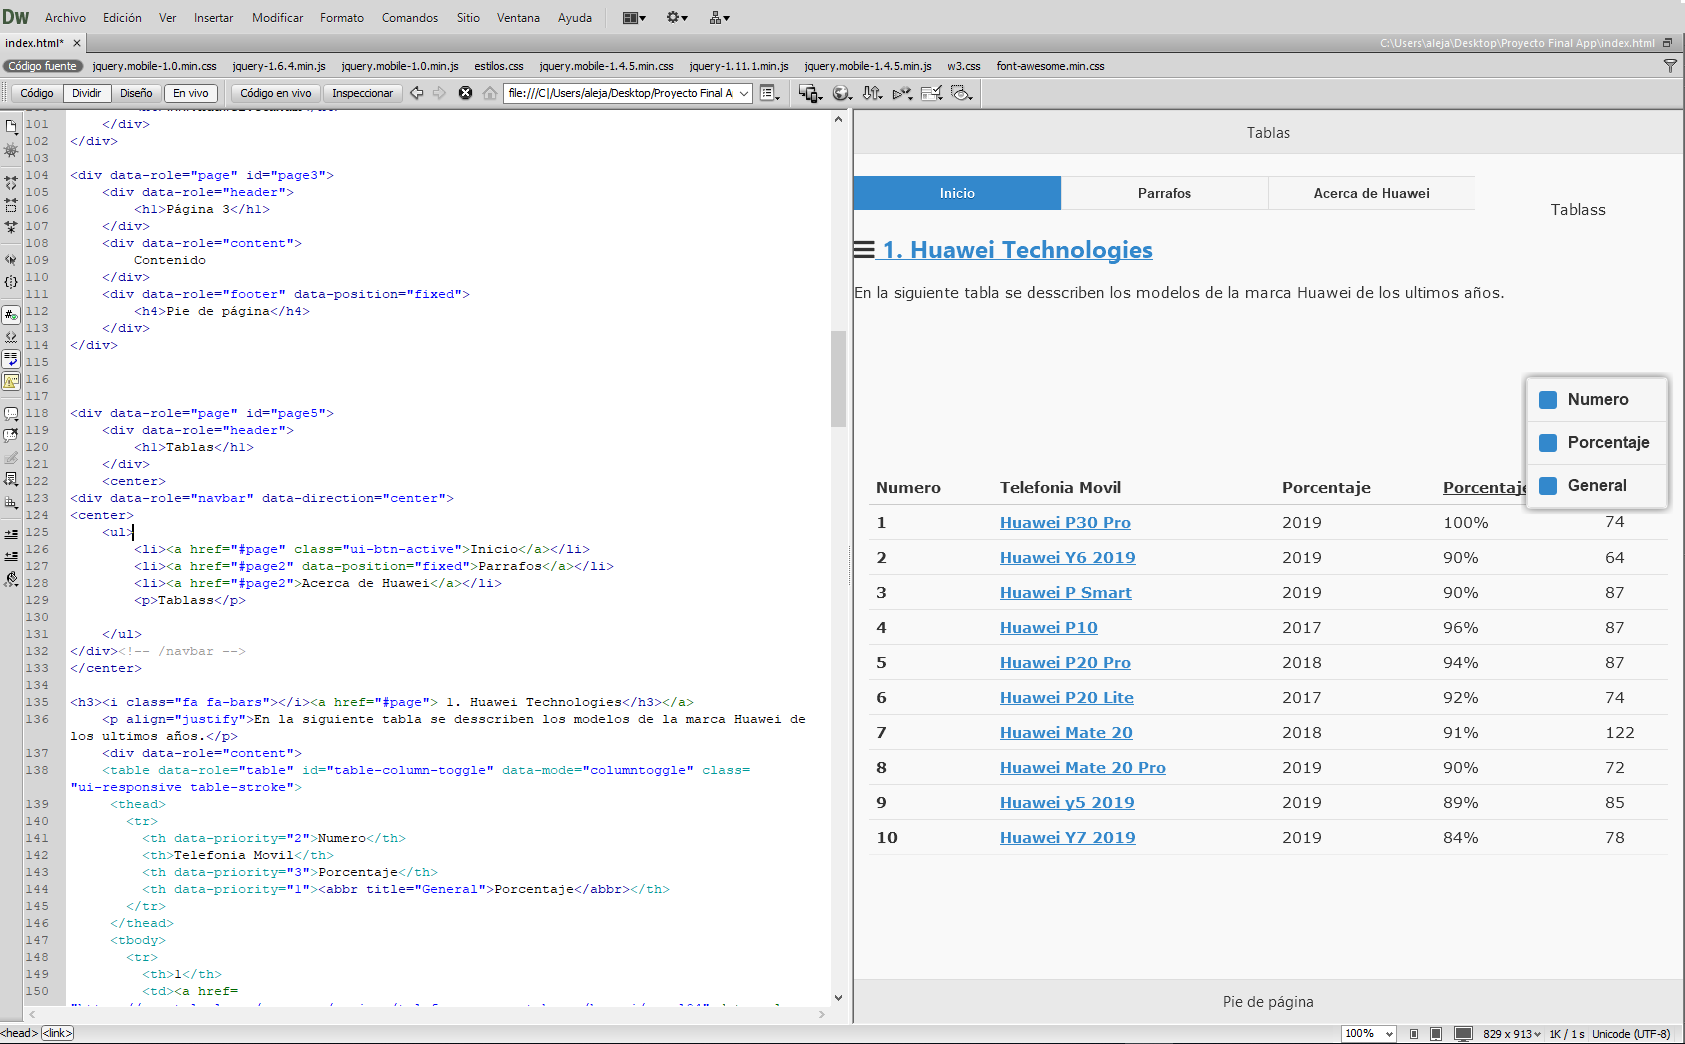 Dw Archivo Edición Ver Insertar Modificar Formato Comandos Sitio Ventana Ayuda
index.html* × C:\Users\aleja\Desktop\Proyecto Final App\index.html
Código fuente jquery.mobile-1.0.min.css jquery-1.6.4.min.js jquery.mobile-1.0.min.js estilos.css jquery.mobile-1.4.5.min.css jquery-1.11.1.min.js jquery.mobile-1.4.5.min.js w3.css font-awesome.min.css
Código Dividir Diseño En vivo Código en vivo Inspeccionar file:///C|/Users/aleja/Desktop/Proyecto Final A
101 </div>
102 </div>
103
104 <div data-role="page" id="page3">
105 <div data-role="header">
106 <h1>Página 3</h1>
107 </div>
108 <div data-role="content">
109 Contenido
110 </div>
111 <div data-role="footer" data-position="fixed">
112 <h4>Pie de página</h4>
113 </div>
114 </div>
115
116
117
118 <div data-role="page" id="page5">
119 <div data-role="header">
120 <h1>Tablas</h1>
121 </div>
122 <center>
123 <div data-role="navbar" data-direction="center">
124 <center>
125 <ul>
126 <li><a href="#page" class="ui-btn-active">Inicio</a></li>
127 <li><a href="#page2" data-position="fixed">Parrafos</a></li>
128 <li><a href="#page2">Acerca de Huawei</a></li>
129 <p>Tablass</p>
130
131 </ul>
132 </div><!-- /navbar -->
133 </center>
134
135 <h3><i class="fa fa-bars"></i><a href="#page"> 1. Huawei Technologies</h3></a>
136 <p align="justify">En la siguiente tabla se desscriben los modelos de la marca Huawei de
los ultimos años.</p>
137 <div data-role="content">
138 <table data-role="table" id="table-column-toggle" data-mode="columntoggle" class=
"ui-responsive table-stroke">
139 <thead>
140 <tr>
141 <th data-priority="2">Numero</th>
142 <th>Telefonia Movil</th>
143 <th data-priority="3">Porcentaje</th>
144 <th data-priority="1"><abbr title="General">Porcentaje</abbr></th>
145 </tr>
146 </thead>
147 <tbody>
148 <tr>
149 <th>1</th>
150 <td><a href=
Tablas
Inicio Parrafos Acerca de Huawei
Tablass
1. Huawei Technologies
En la siguiente tabla se desscriben los modelos de la marca Huawei de los ultimos años.
Numero
Porcentaje
General
Numero Telefonia Movil Porcentaje Porcentaje
1 Huawei P30 Pro 2019 100% 74
2 Huawei Y6 2019 2019 90% 64
3 Huawei P Smart 2019 90% 87
4 Huawei P10 2017 96% 87
5 Huawei P20 Pro 2018 94% 87
6 Huawei P20 Lite 2017 92% 74
7 Huawei Mate 20 2018 91% 122
8 Huawei Mate 20 Pro 2019 90% 72
9 Huawei y5 2019 2019 89% 85
10 Huawei Y7 2019 2019 84% 78
Pie de página
<head> <link> 100% 829 x 913 1K / 1 s Unicode (UTF-8)